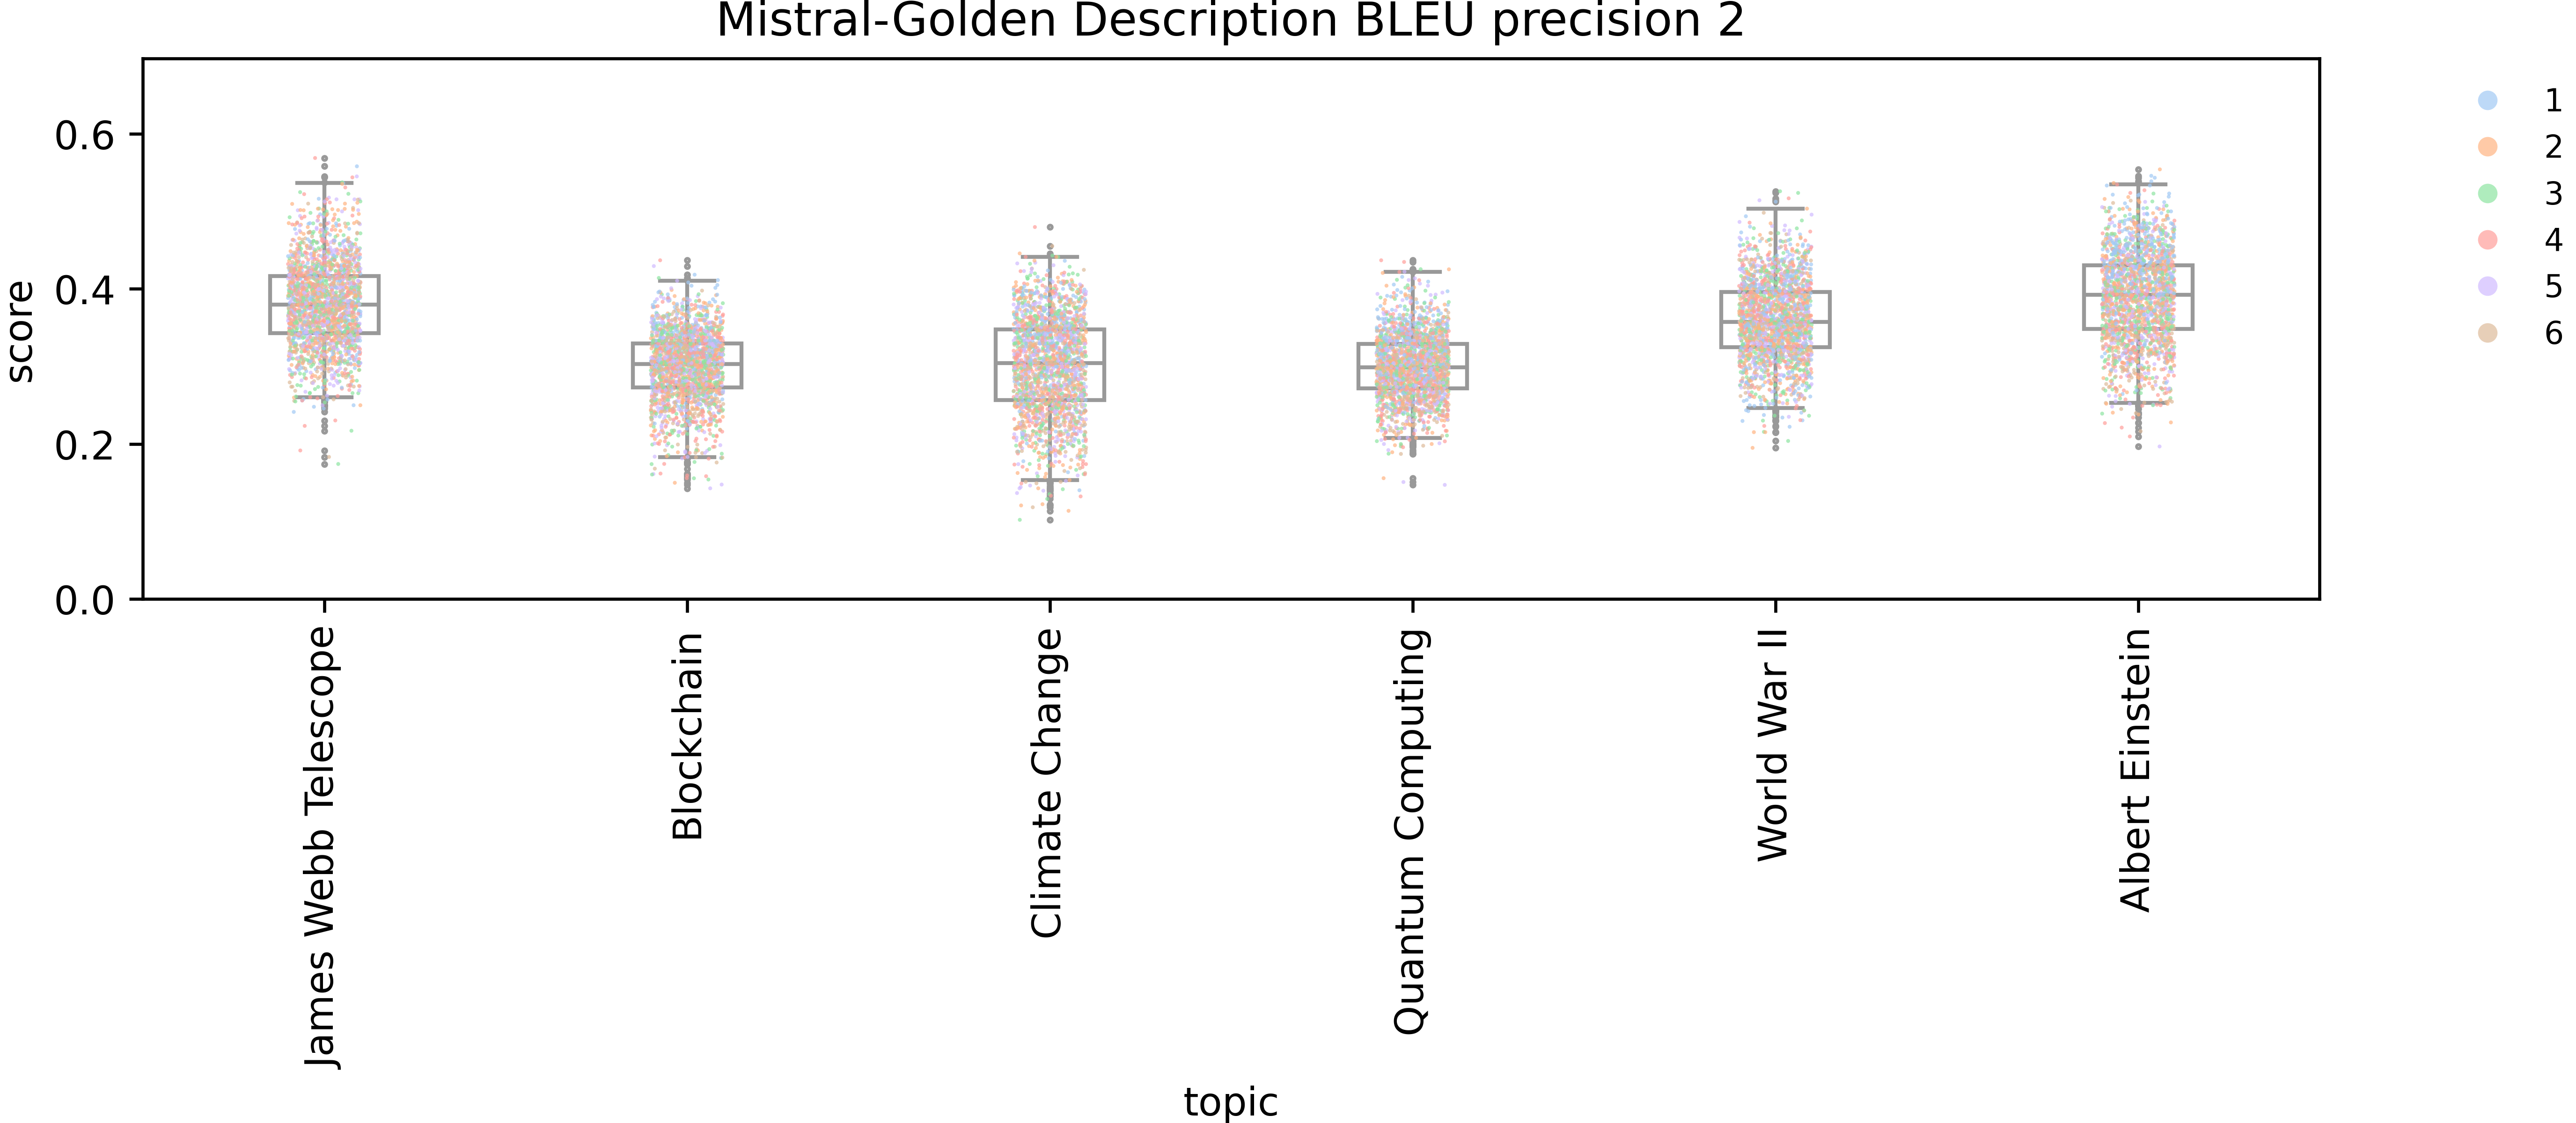 Mistral-Golden Description BLEU precision 2
score
0.6
0.4
0.2
0.0
1
2
3
4
5
6
James Webb Telescope
Blockchain
Climate Change
Quantum Computing
World War II
Albert Einstein
topic